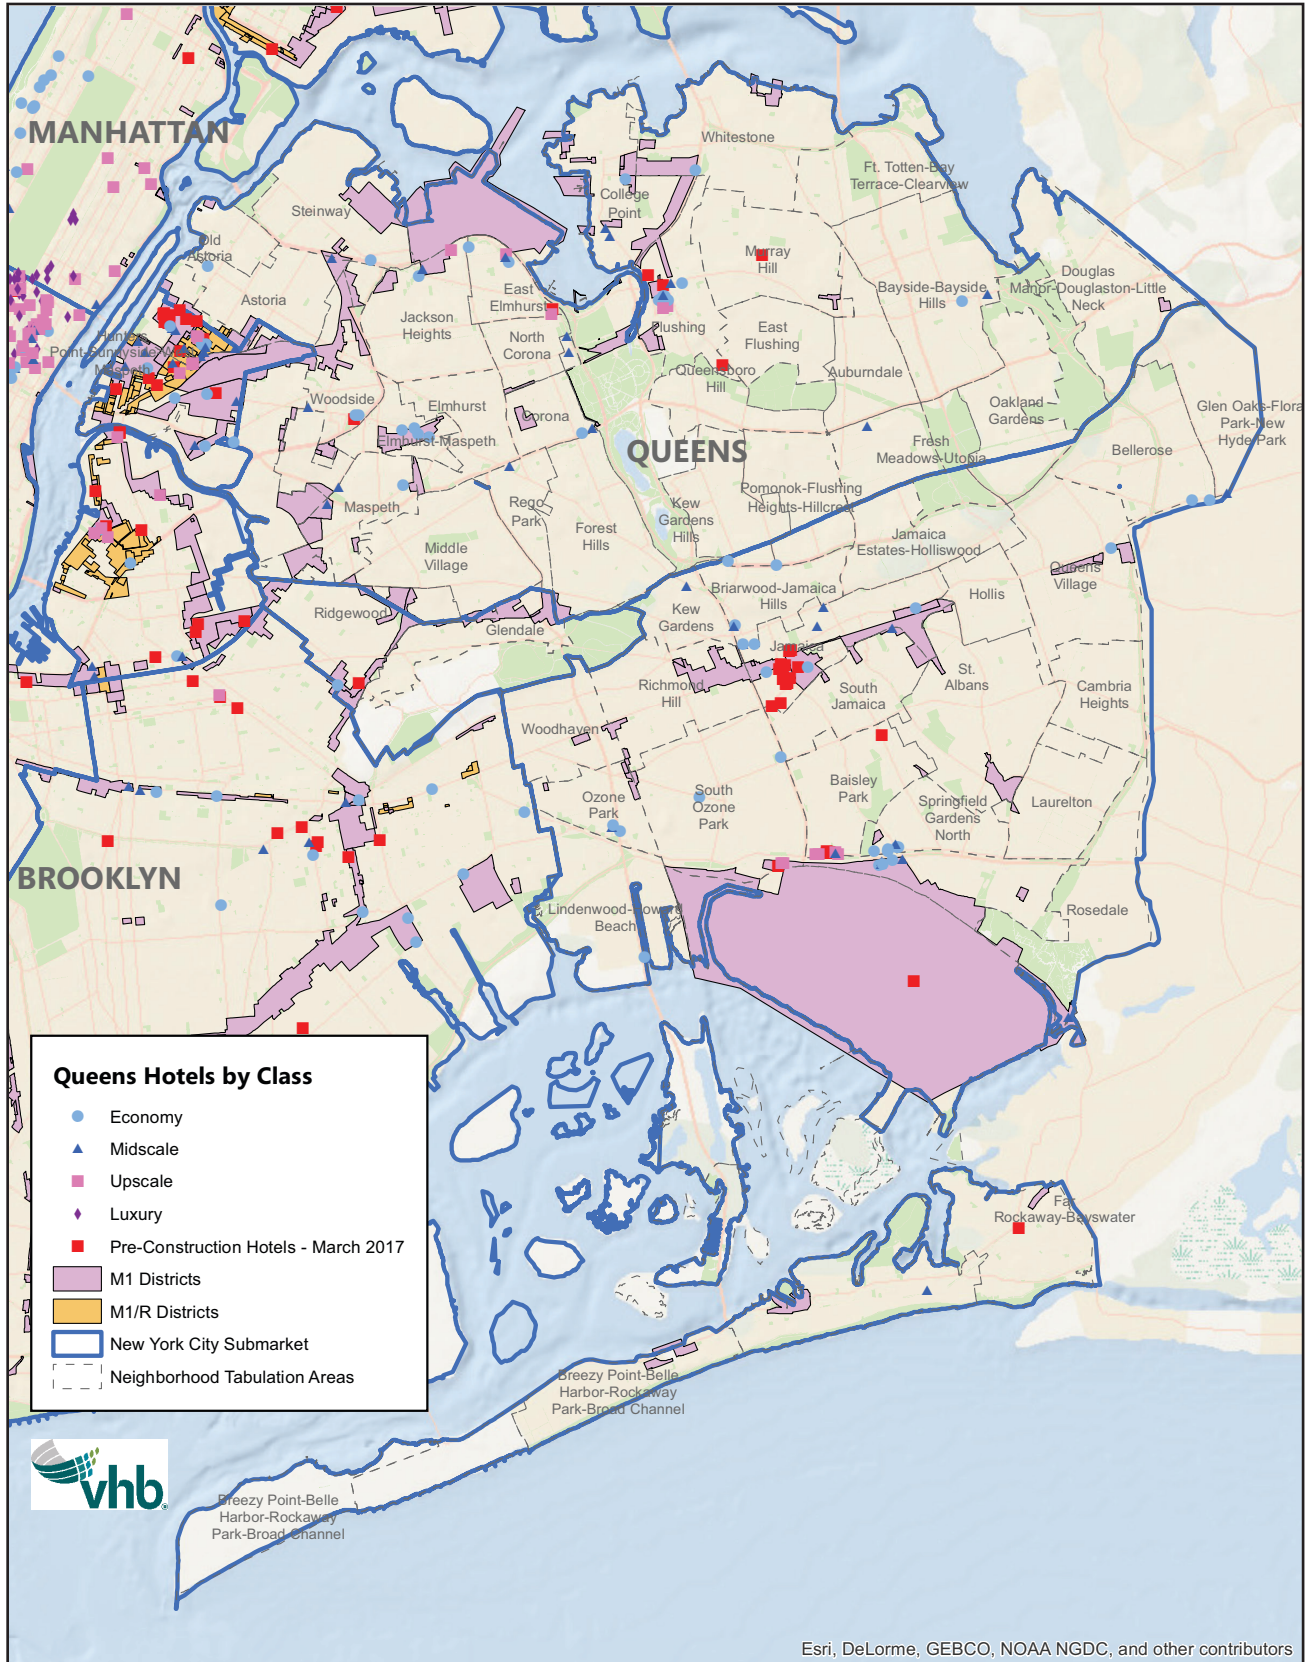 MANHATTAN
Whitestone
Ft. Totten-Bay
Terrace-Clearview
College
Point
Steinway
Old
Astoria
Murray
Hill
Douglas
Manor-Douglaston-Little
Neck
Bayside-Bayside
Hills
East
Elmhurst
Astoria
Jackson
Heights
North
Corona
Flushing
East
Flushing
Hunters
Point-Sunnyside-West
Maspeth
Queensboro
Hill
Auburndale
Woodside
Elmhurst
Corona
Oakland
Gardens
Glen Oaks-Floral
Park-New
Hyde Park
Elmhurst-Maspeth
QUEENS
Fresh
Meadows-Utopia
Bellerose
Maspeth
Rego
Park
Kew
Gardens
Hills
Pomonok-Flushing
Heights-Hillcrest
Forest
Hills
Jamaica
Estates-Holliswood
Middle
Village
Queens
Village
Briarwood-Jamaica
Hills
Hollis
Ridgewood
Glendale
Kew
Gardens
Jamaica
Richmond
Hill
South
Jamaica
St.
Albans
Cambria
Heights
Woodhaven
Baisley
Park
Ozone
Park
South
Ozone
Park
Springfield
Gardens
North
Laurelton
BROOKLYN
Lindenwood-Howard
Beach
Rosedale
Queens Hotels by Class
Economy
Midscale
Upscale
Luxury
Pre-Construction Hotels - March 2017
M1 Districts
M1/R Districts
New York City Submarket
Neighborhood Tabulation Areas
Far
Rockaway-Bayswater
Breezy Point-Belle
Harbor-Rockaway
Park-Broad Channel
vhb
Breezy Point-Belle
Harbor-Rockaway
Park-Broad Channel
Esri, DeLorme, GEBCO, NOAA NGDC, and other contributors